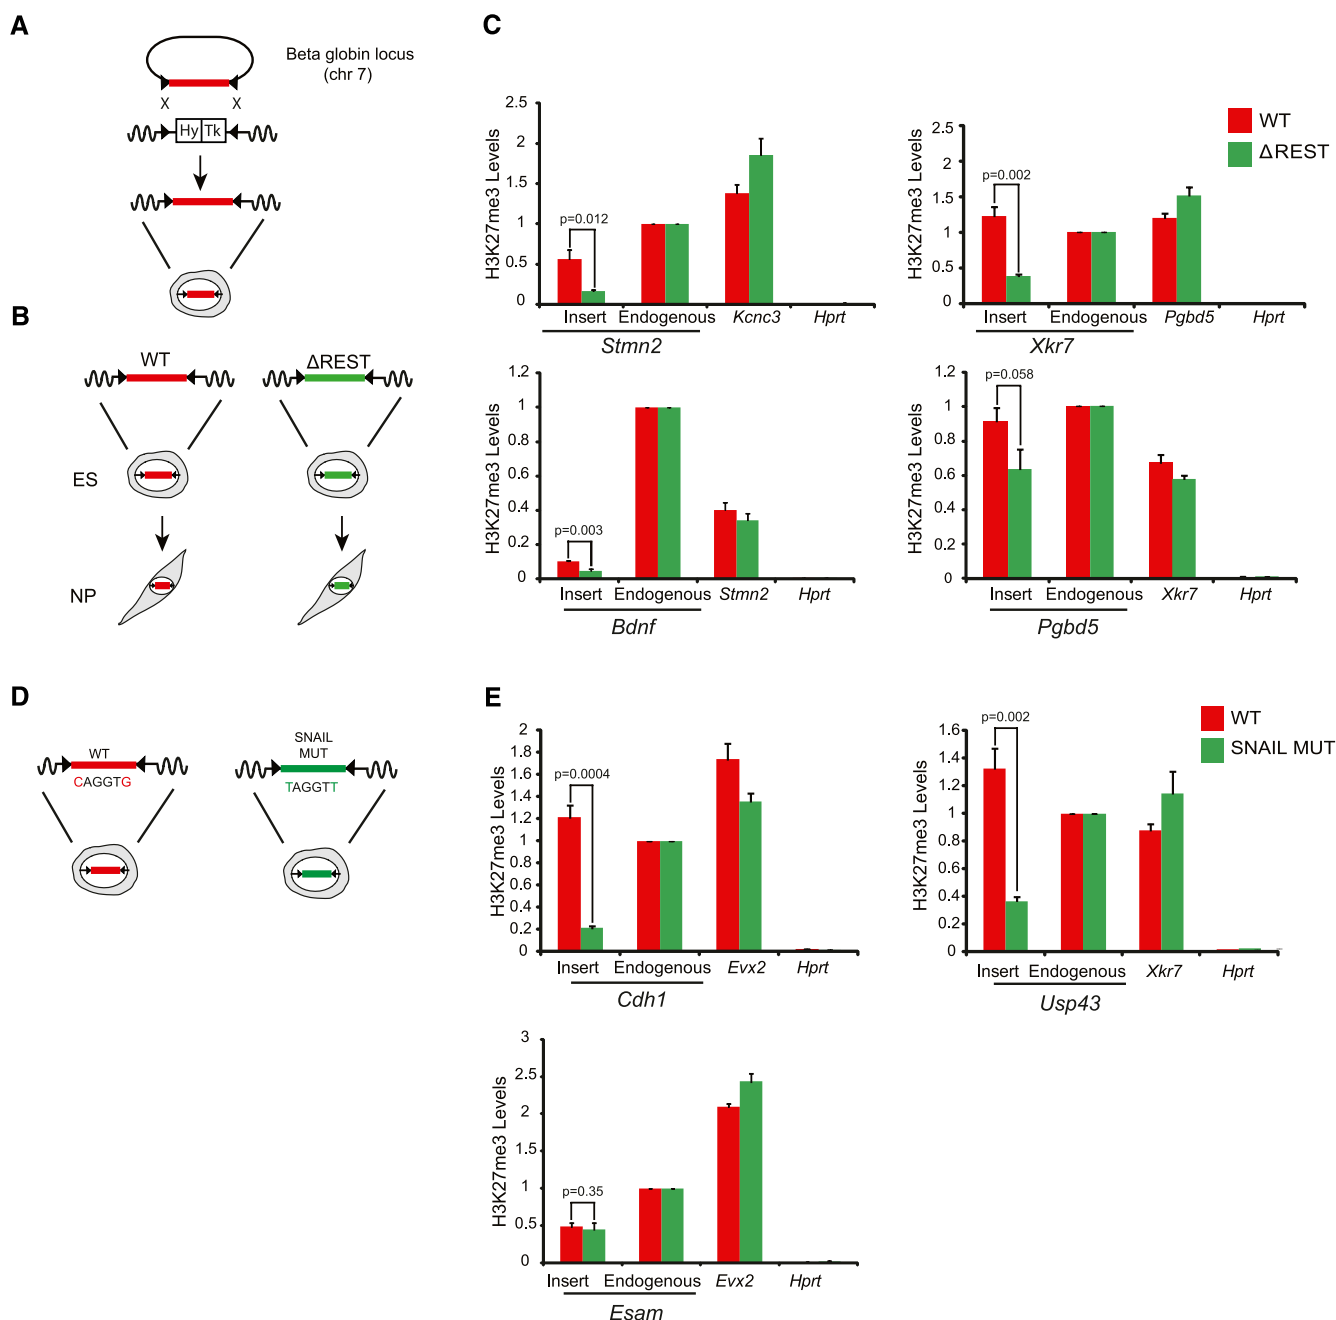 A
Beta globin locus
(chr 7)
X X
Hy Tk
B
WT
ΔREST
ES
NP
C
WT
ΔREST
H3K27me3 Levels
2.5
2
1.5
1
0.5
0
p=0.012
Insert Endogenous Kcnc3 Hprt
Stmn2
H3K27me3 Levels
2.5
2
1.5
1
0.5
0
p=0.002
Insert Endogenous Pgbd5 Hprt
Xkr7
H3K27me3 Levels
1.2
1
0.8
0.6
0.4
0.2
0
p=0.003
Insert Endogenous Stmn2 Hprt
Bdnf
H3K27me3 Levels
1.2
1
0.8
0.6
0.4
0.2
0
p=0.058
Insert Endogenous Xkr7 Hprt
Pgbd5
D
WT
CAGGTG
SNAIL
MUT
TAGGTT
E
WT
SNAIL MUT
H3K27me3 Levels
2
1.8
1.6
1.4
1.2
1
0.8
0.6
0.4
0.2
0
p=0.0004
Insert Endogenous Evx2 Hprt
Cdh1
H3K27me3 Levels
1.6
1.4
1.2
1
0.8
0.6
0.4
0.2
0
p=0.002
Insert Endogenous Xkr7 Hprt
Usp43
H3K27me3 Levels
3
2.5
2
1.5
1
0.5
0
p=0.35
Insert Endogenous Evx2 Hprt
Esam